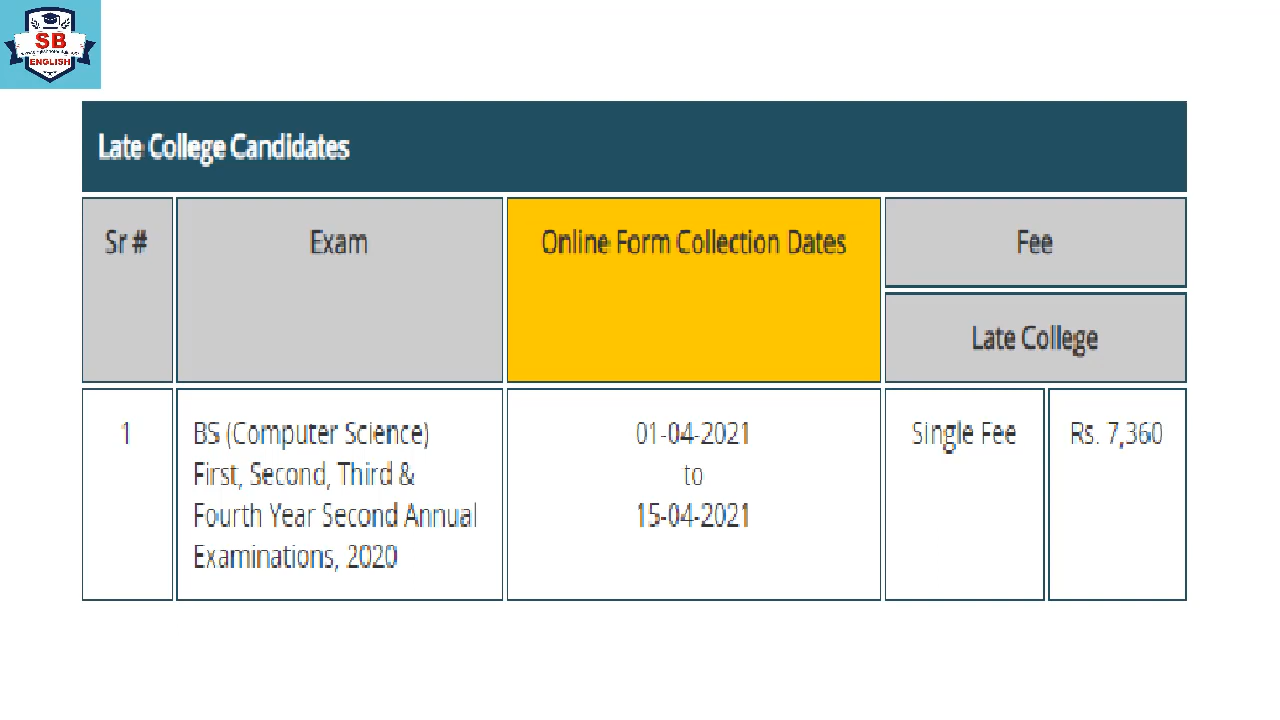 SB
ENGLISH
Late College Candidates
Sr #
Exam
Online Form Collection Dates
Fee
Late College
1
BS (Computer Science)
First, Second, Third &
Fourth Year Second Annual
Examinations, 2020
01-04-2021
to
15-04-2021
Single Fee
Rs. 7,360